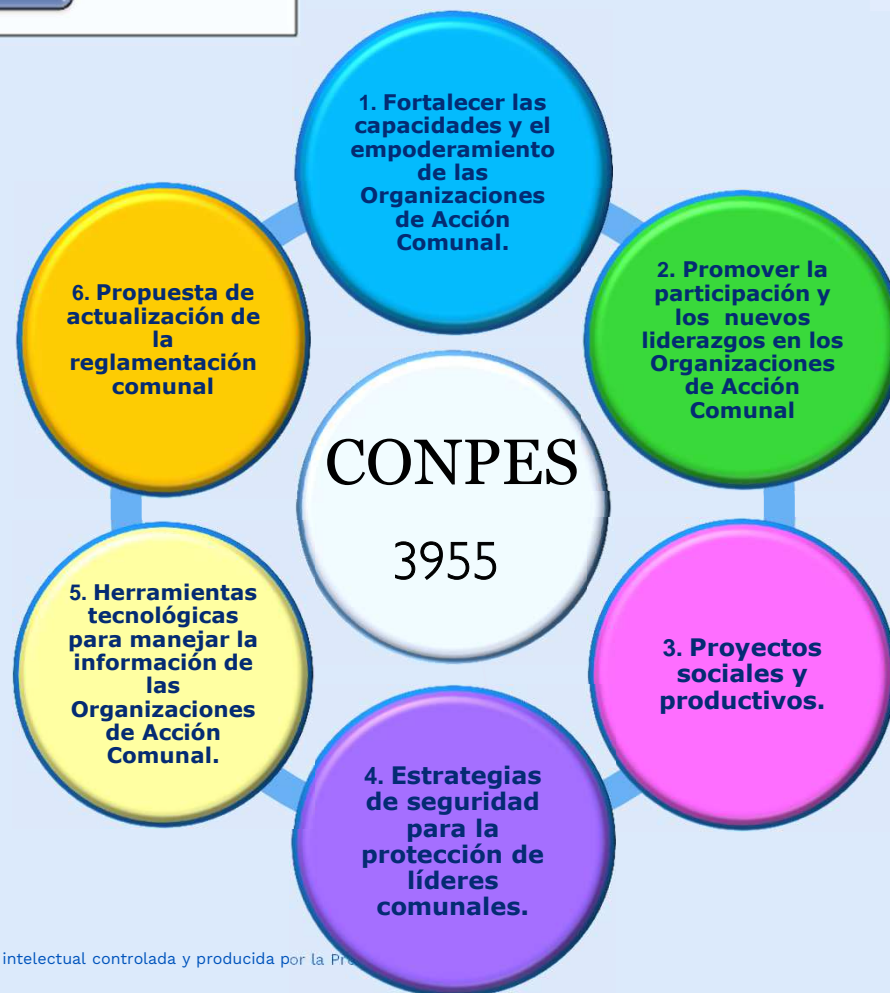 1. Fortalecer las
capacidades y el
empoderamiento
de las
Organizaciones
de Acción
Comunal.
2. Promover la
participación y
los nuevos
liderazgos en los
Organizaciones
de Acción
Comunal
3. Proyectos
sociales y
productivos.
4. Estrategias
de seguridad
para la
protección de
líderes
comunales.
5. Herramientas
tecnológicas
para manejar la
información de
las
Organizaciones
de Acción
Comunal.
6. Propuesta de
actualización de
la
reglamentación
comunal
CONPES
3955
intelectual controlada y producida por la